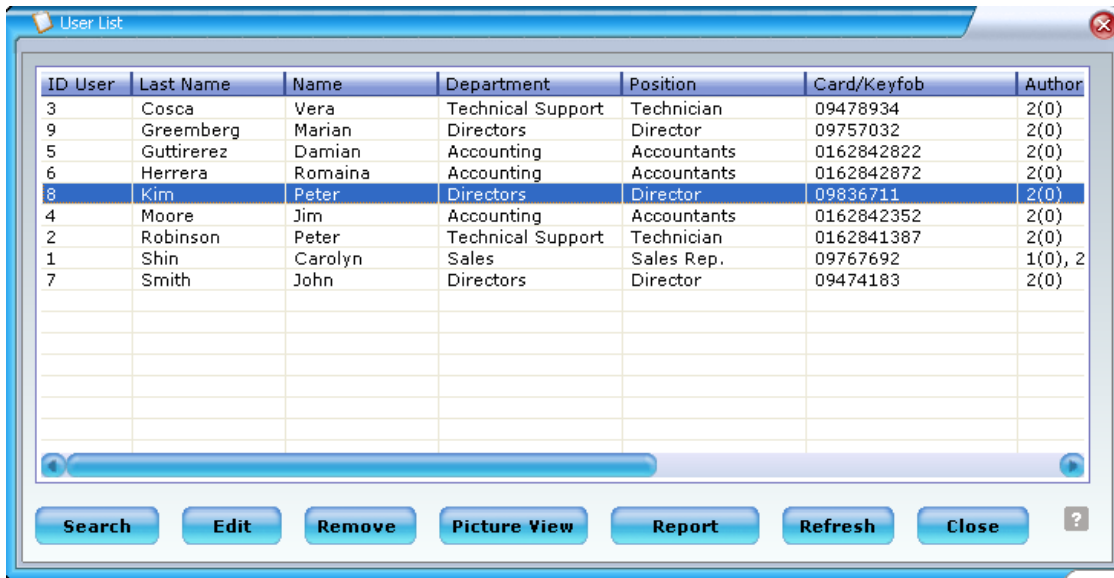 User List
ID User Last Name Name Department Position Card/Keyfob Author
3 Cosca Vera Technical Support Technician 09478934 2(0)
9 Greemberg Marian Directors Director 09757032 2(0)
5 Guttirerez Damian Accounting Accountants 0162842822 2(0)
6 Herrera Romaina Accounting Accountants 0162842872 2(0)
8 Kim Peter Directors Director 09836711 2(0)
4 Moore Jim Accounting Accountants 0162842352 2(0)
2 Robinson Peter Technical Support Technician 0162841387 2(0)
1 Shin Carolyn Sales Sales Rep. 09767692 1(0), 2
7 Smith John Directors Director 09474183 2(0)
Search Edit Remove Picture View Report Refresh Close ?